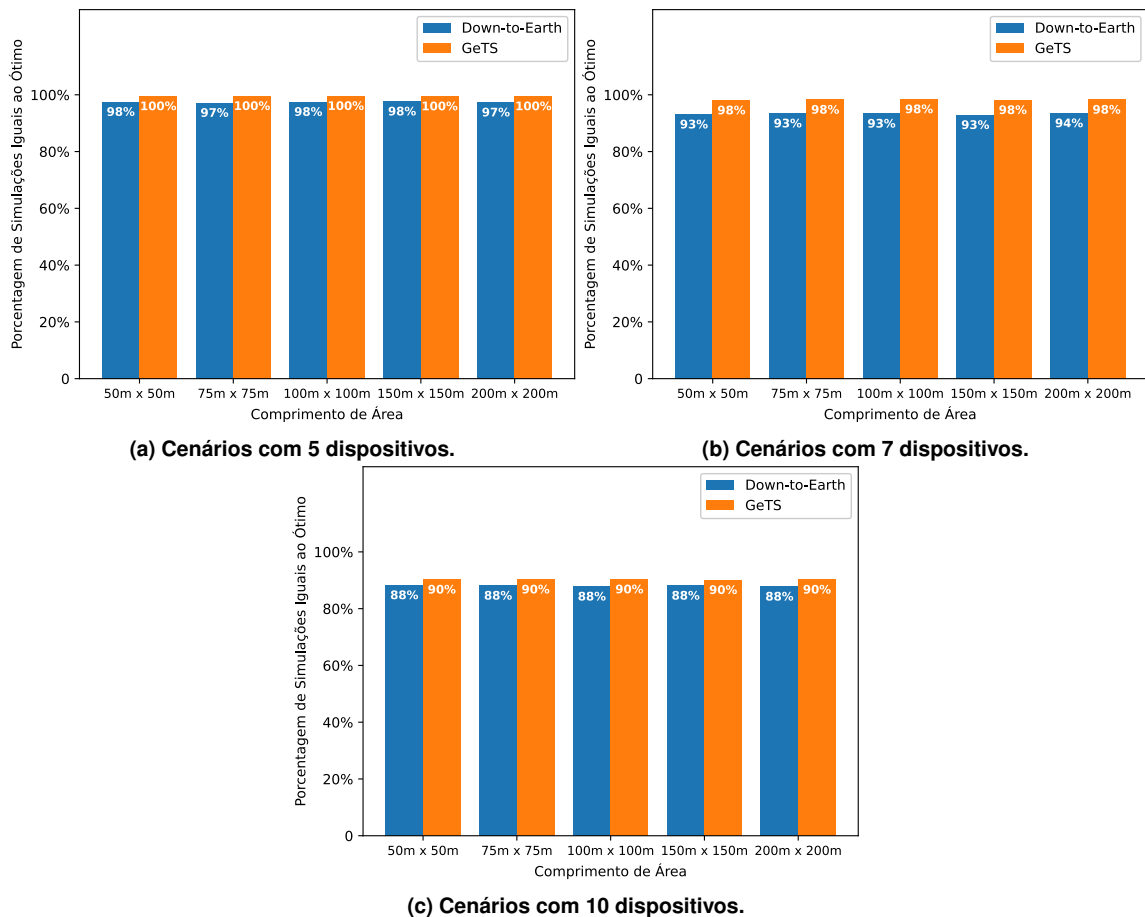 Down-to-Earth
GeTS
Porcentagem de Simulações Iguais ao Ótimo
100%
80%
60%
40%
20%
0
98%
100%
97%
100%
98%
100%
98%
100%
97%
100%
50m x 50m
75m x 75m
100m x 100m
150m x 150m
200m x 200m
Comprimento de Área
(a) Cenários com 5 dispositivos.
Down-to-Earth
GeTS
Porcentagem de Simulações Iguais ao Ótimo
100%
80%
60%
40%
20%
0
93%
98%
93%
98%
93%
98%
93%
98%
94%
98%
50m x 50m
75m x 75m
100m x 100m
150m x 150m
200m x 200m
Comprimento de Área
(b) Cenários com 7 dispositivos.
Down-to-Earth
GeTS
Porcentagem de Simulações Iguais ao Ótimo
100%
80%
60%
40%
20%
0
88%
90%
88%
90%
88%
90%
88%
90%
88%
90%
50m x 50m
75m x 75m
100m x 100m
150m x 150m
200m x 200m
Comprimento de Área
(c) Cenários com 10 dispositivos.